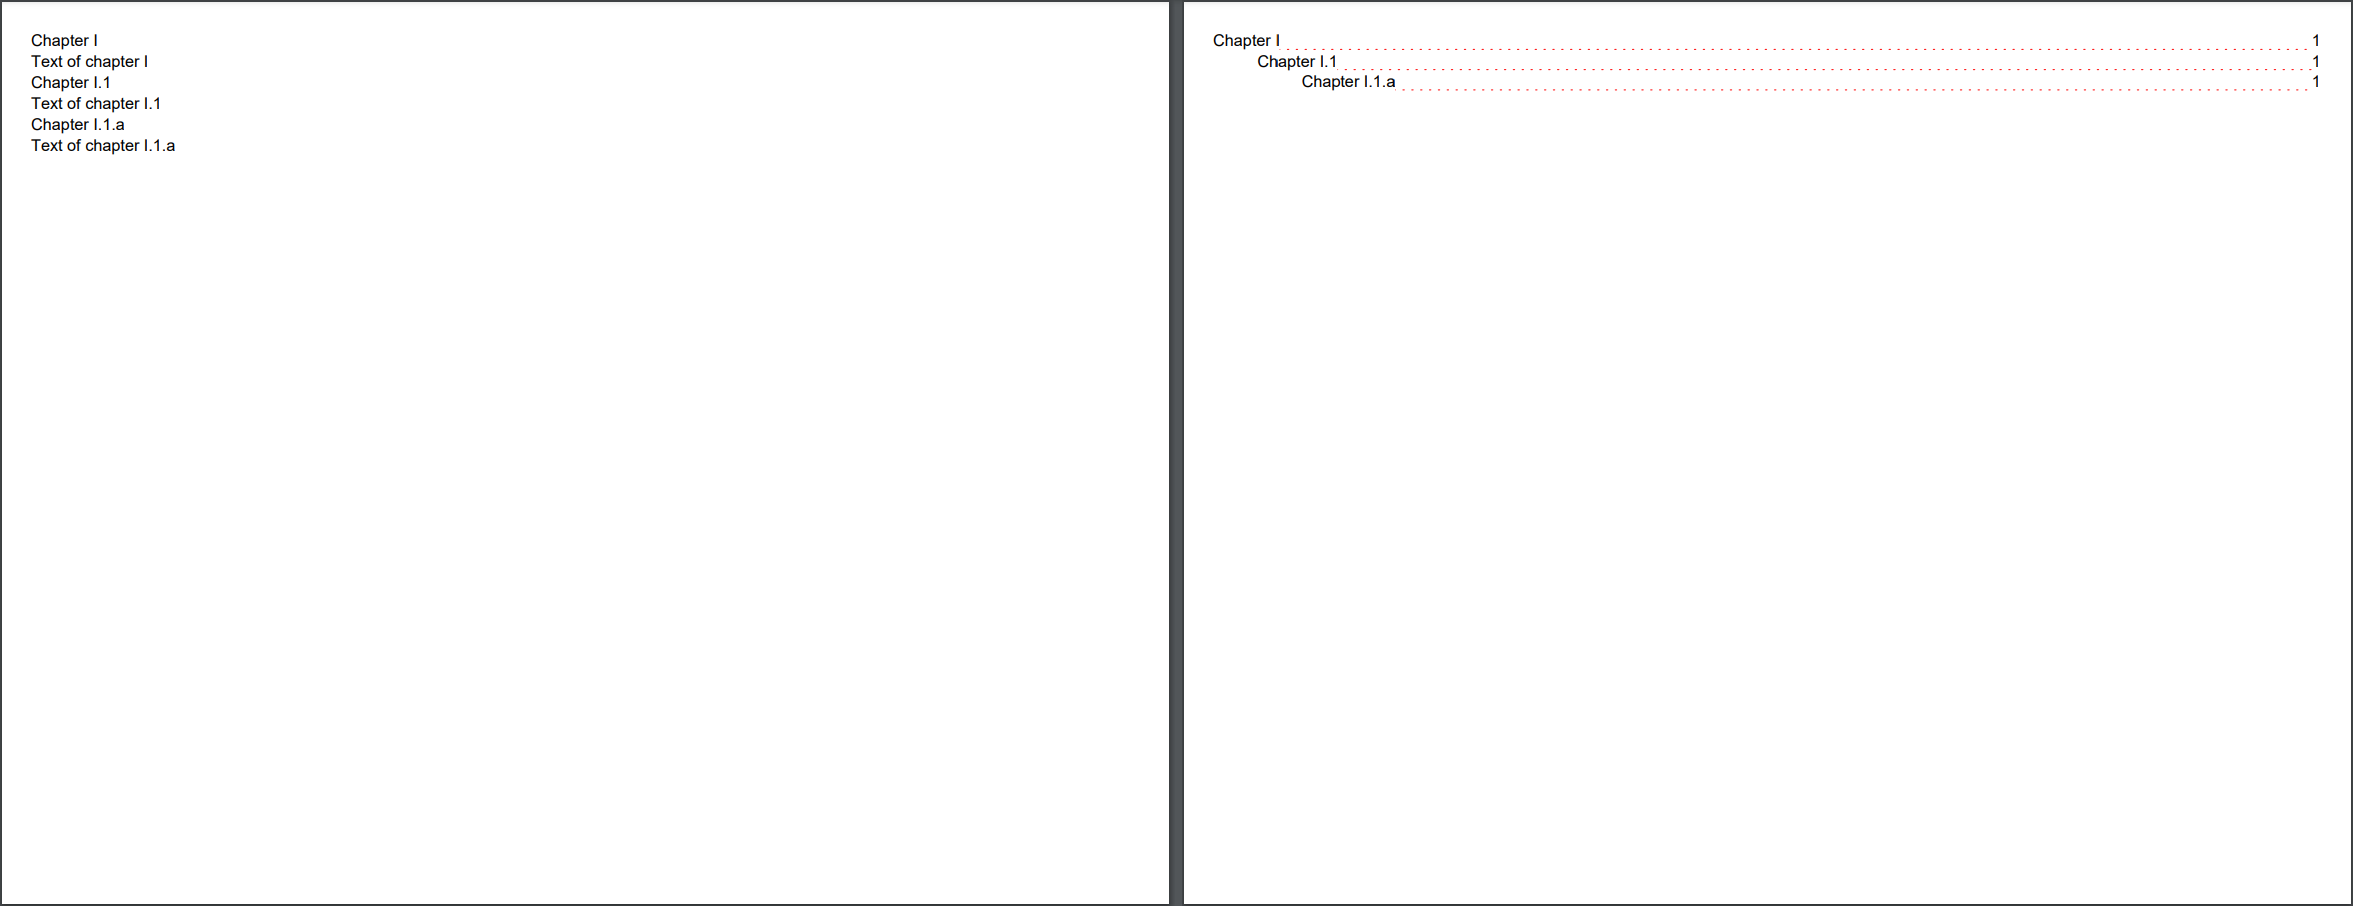 Chapter I
Text of chapter I
Chapter I.1
Text of chapter I.1
Chapter I.1.a
Text of chapter I.1.a
Chapter I . . . . . . . . . . . . . . . . . . . . . . . . . . . . . . 1
Chapter I.1 . . . . . . . . . . . . . . . . . . . . . . . . . . . . . . 1
Chapter I.1.a . . . . . . . . . . . . . . . . . . . . . . . . . . . . . . 1